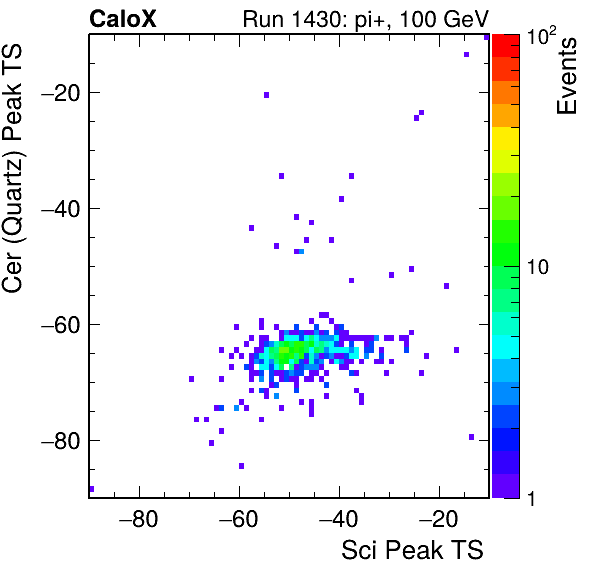 CaloX Run 1430: pi+, 100 GeV
Cer (Quartz) Peak TS
−20
−40
−60
−80
−80 −60 −40 −20
Sci Peak TS
10²
10
1
Events